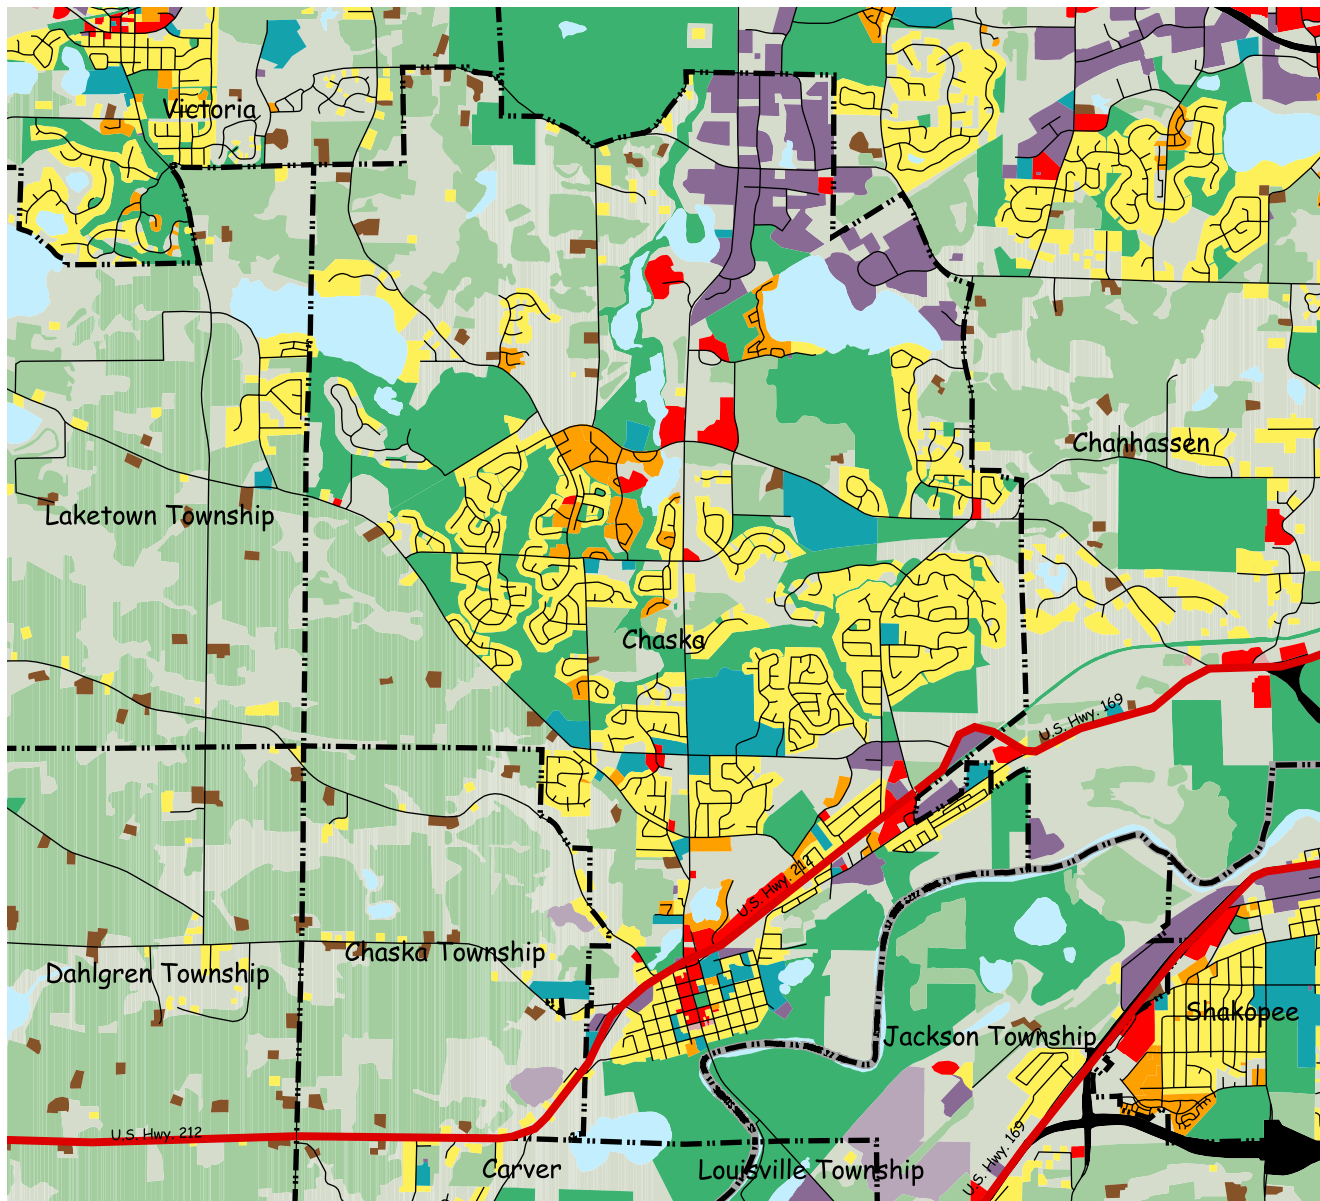 Victoria
Chanhassen
Laketown Township
Chaska
U.S. Hwy. 169
U.S. Hwy. 212
Chaska Township
Dahlgren Township
Shakopee
Jackson Township
U.S. Hwy. 212
U.S. Hwy. 169
Carver
Louisville Township